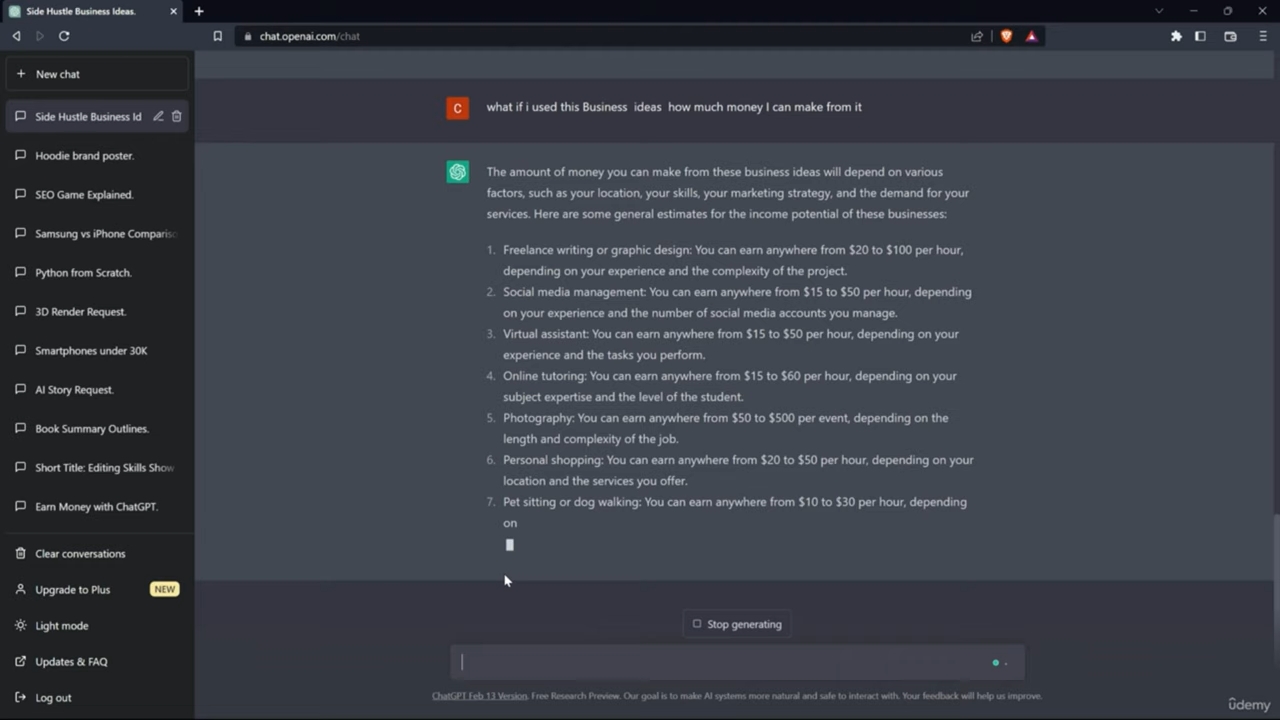 Side Hustle Business Ideas.
chat.openai.com/chat
New chat
Side Hustle Business Id
Hoodie brand poster.
SEO Game Explained.
Samsung vs iPhone Compariso
Python from Scratch.
3D Render Request.
Smartphones under 30K
AI Story Request.
Book Summary Outlines.
Short Title: Editing Skills Show
Earn Money with ChatGPT.
Clear conversations
Upgrade to Plus NEW
Light mode
Updates & FAQ
Log out
C what if i used this Business ideas how much money I can make from it
The amount of money you can make from these business ideas will depend on various
factors, such as your location, your skills, your marketing strategy, and the demand for your
services. Here are some general estimates for the income potential of these businesses:
1. Freelance writing or graphic design: You can earn anywhere from $20 to $100 per hour,
depending on your experience and the complexity of the project.
2. Social media management: You can earn anywhere from $15 to $50 per hour, depending
on your experience and the number of social media accounts you manage.
3. Virtual assistant: You can earn anywhere from $15 to $50 per hour, depending on your
experience and the tasks you perform.
4. Online tutoring: You can earn anywhere from $15 to $60 per hour, depending on your
subject expertise and the level of the student.
5. Photography: You can earn anywhere from $50 to $500 per event, depending on the
length and complexity of the job.
6. Personal shopping: You can earn anywhere from $20 to $50 per hour, depending on your
location and the services you offer.
7. Pet sitting or dog walking: You can earn anywhere from $10 to $30 per hour, depending
on
Stop generating
ChatGPT Feb 13 Version. Free Research Preview. Our goal is to make AI systems more natural and safe to interact with. Your feedback will help us improve.
ûdemy